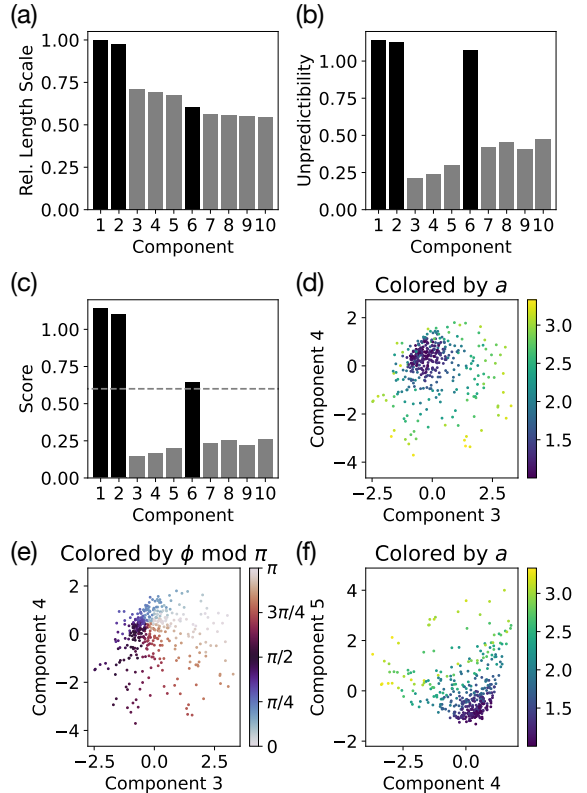 (a)
Rel. Length Scale
1.00
0.75
0.50
0.25
0.00
1 2 3 4 5 6 7 8 9 10
Component
(b)
Unpredictibility
1.00
0.75
0.50
0.25
0.00
1 2 3 4 5 6 7 8 9 10
Component
(c)
Score
1.00
0.75
0.50
0.25
0.00
1 2 3 4 5 6 7 8 9 10
Component
(d)
Colored by a
Component 4
2
0
−2
−4
−2.5 0.0 2.5
Component 3
3.0
2.5
2.0
1.5
(e)
Colored by ϕ mod π
Component 4
2
0
−2
−4
−2.5 0.0 2.5
Component 3
π
3π/4
π/2
π/4
0
(f)
Colored by a
Component 5
4
2
0
−2
−2.5 0.0
Component 4
3.0
2.5
2.0
1.5